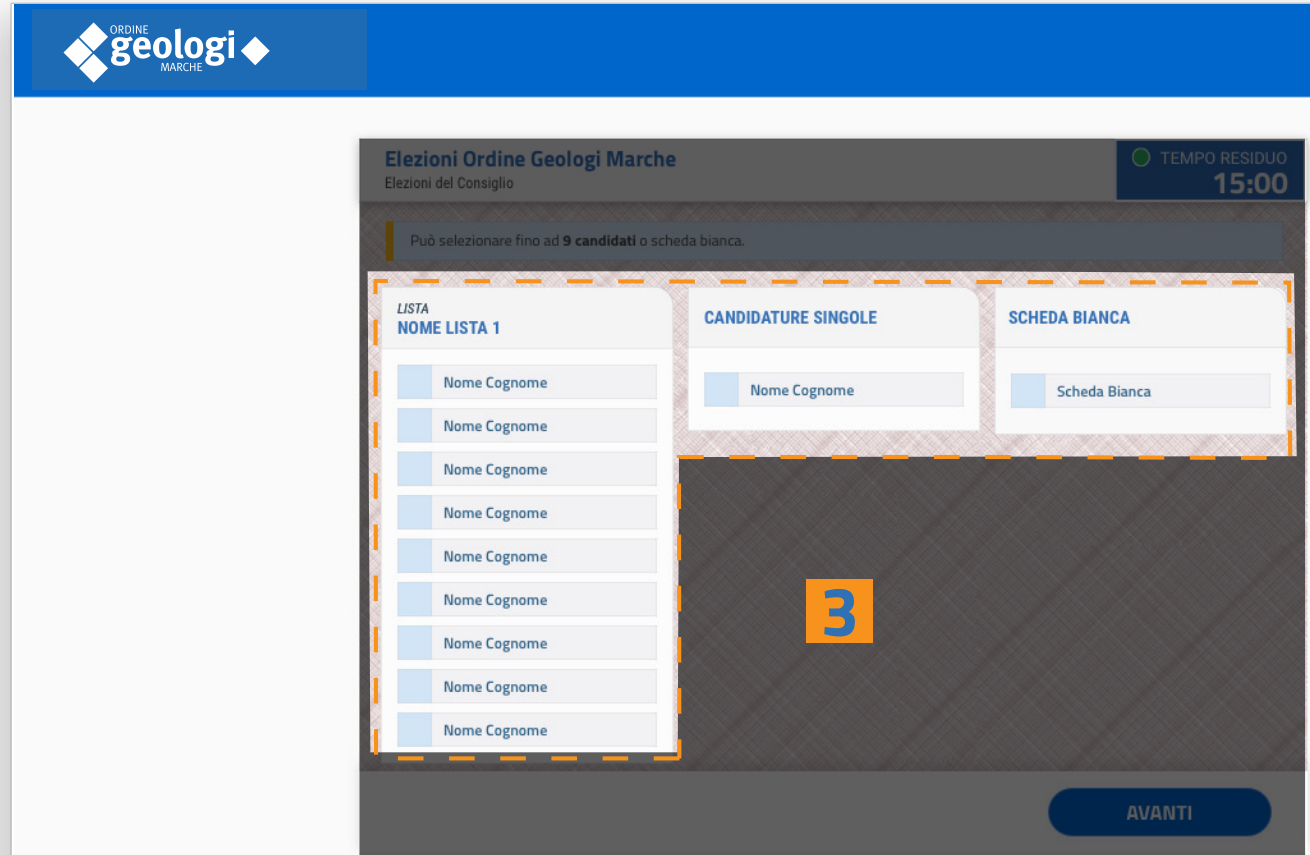 ORDINE
geologi
MARCHE
Elezioni Ordine Geologi Marche
Elezioni del Consiglio
TEMPO RESIDUO
15:00
Può selezionare fino ad 9 candidati o scheda bianca.
LISTA
NOME LISTA 1
Nome Cognome
Nome Cognome
Nome Cognome
Nome Cognome
Nome Cognome
Nome Cognome
Nome Cognome
Nome Cognome
Nome Cognome
CANDIDATURE SINGOLE
Nome Cognome
SCHEDA BIANCA
Scheda Bianca
3
AVANTI